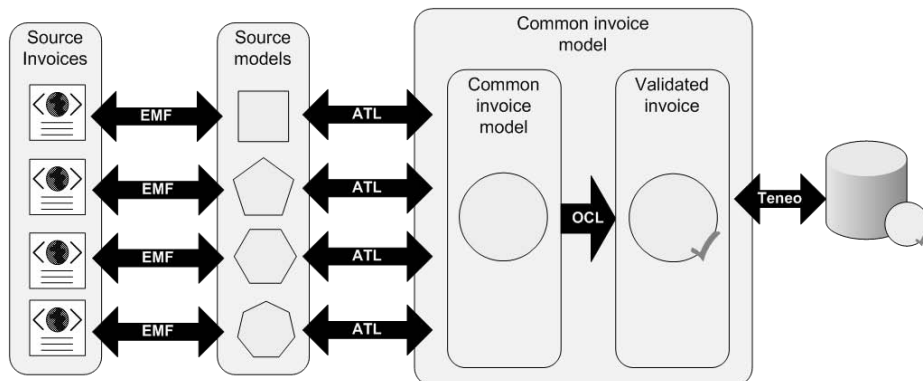 Source
Invoices
Source
models
Common invoice
model
Common
invoice
model
Validated
invoice
EMF
ATL
EMF
ATL
OCL
Teneo
EMF
ATL
EMF
ATL